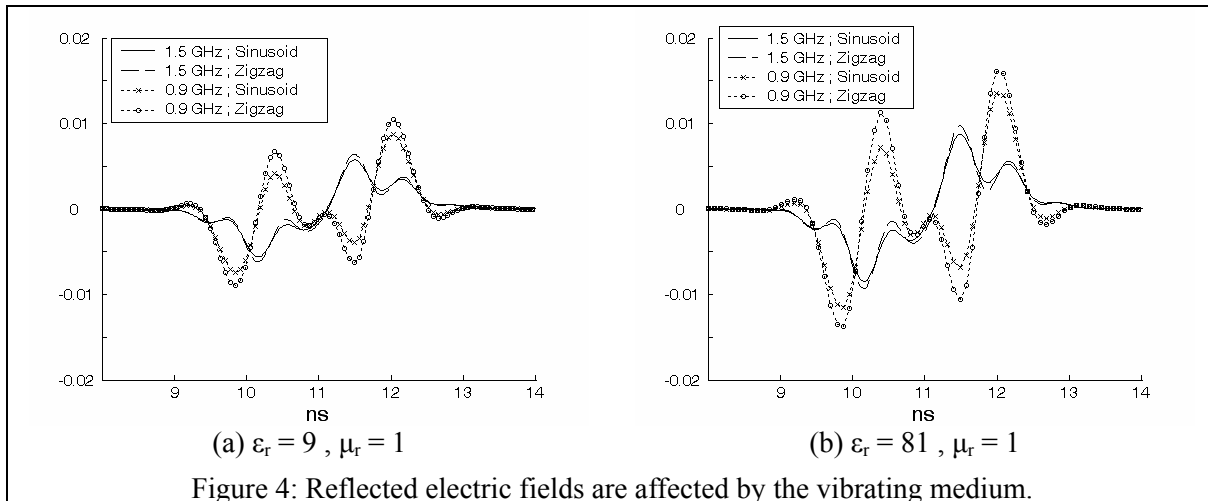 0.02
0.01
0
-0.01
-0.02
1.5 GHz ; Sinusoid
1.5 GHz ; Zigzag
0.9 GHz ; Sinusoid
0.9 GHz ; Zigzag
9 10 11 12 13 14
ns
(a) εr = 9 , μr = 1
0.02
0.01
0
-0.01
-0.02
1.5 GHz ; Sinusoid
1.5 GHz ; Zigzag
0.9 GHz ; Sinusoid
0.9 GHz ; Zigzag
9 10 11 12 13 14
ns
(b) εr = 81 , μr = 1
Figure 4: Reflected electric fields are affected by the vibrating medium.